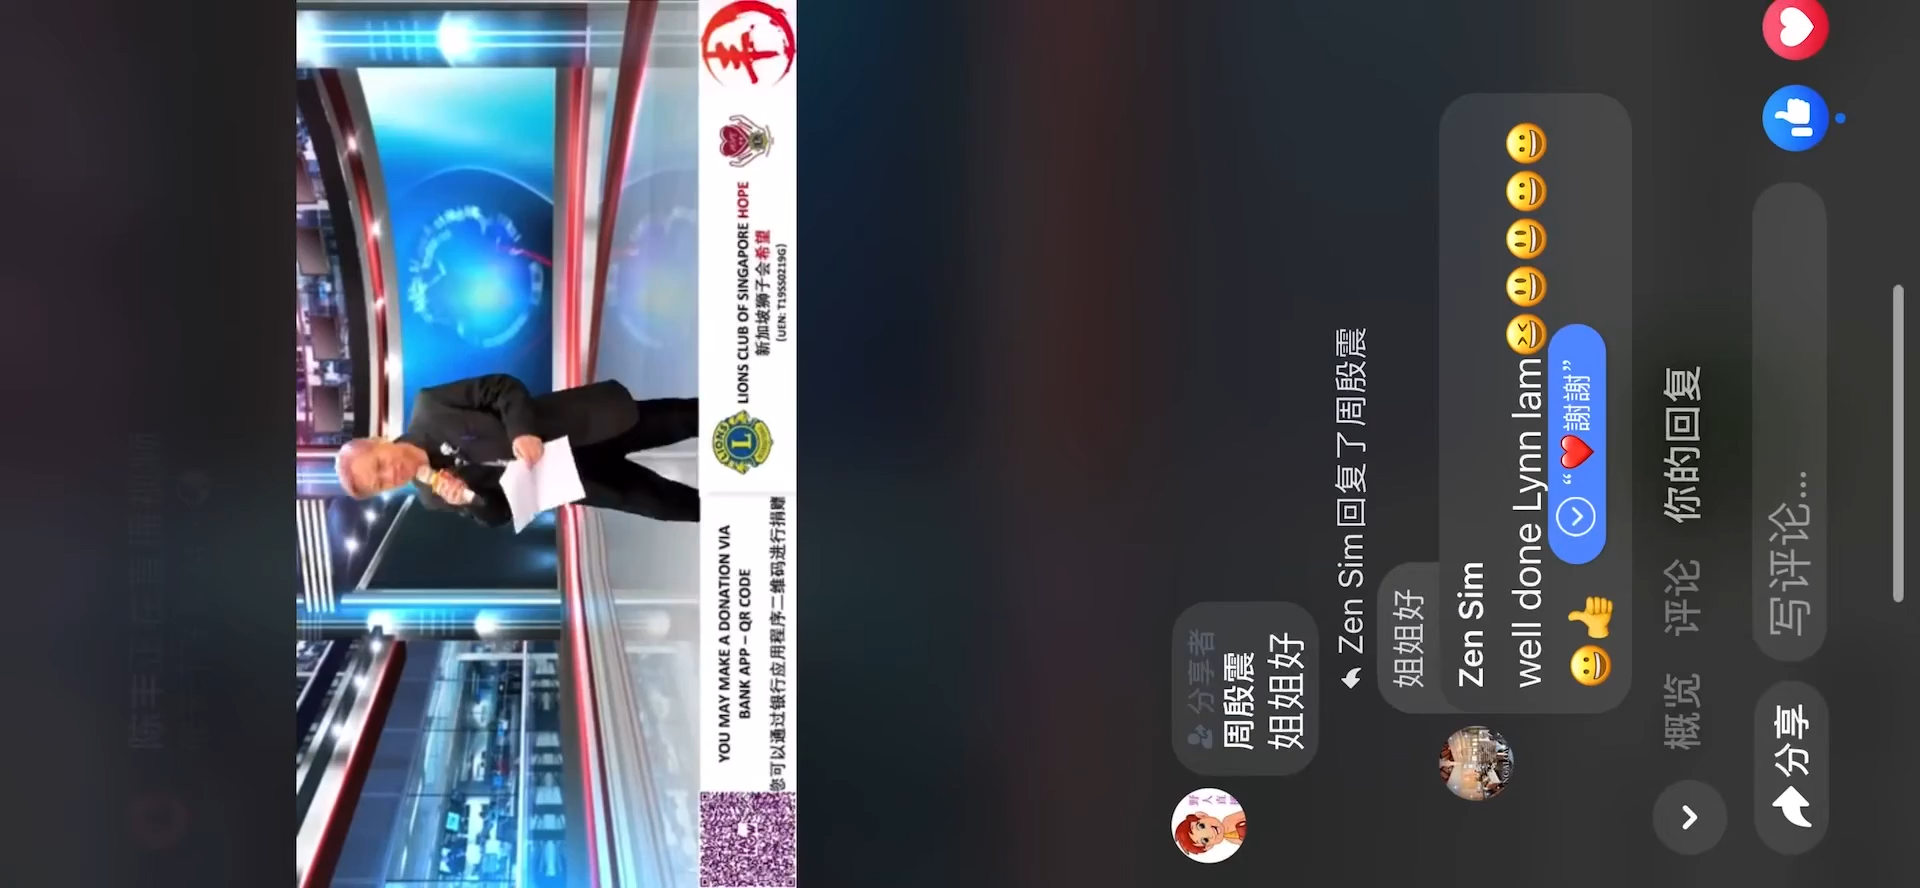 YOU MAY MAKE A DONATION VIA
BANK APP – QR CODE
您可以通过银行应用程序二维码进行捐赠
LIONS
L
LIONS CLUB OF SINGAPORE HOPE
新加坡狮子会希望
(UEN: T19SS0219G)
分享者
周殷震
姐姐好
Zen Sim 回复了周殷震
姐姐好
Zen Sim
well done Lynn lam😆😃😃😀😀
😀👍
“❤️謝謝”
概览 评论 你的回复
分享
写评论...